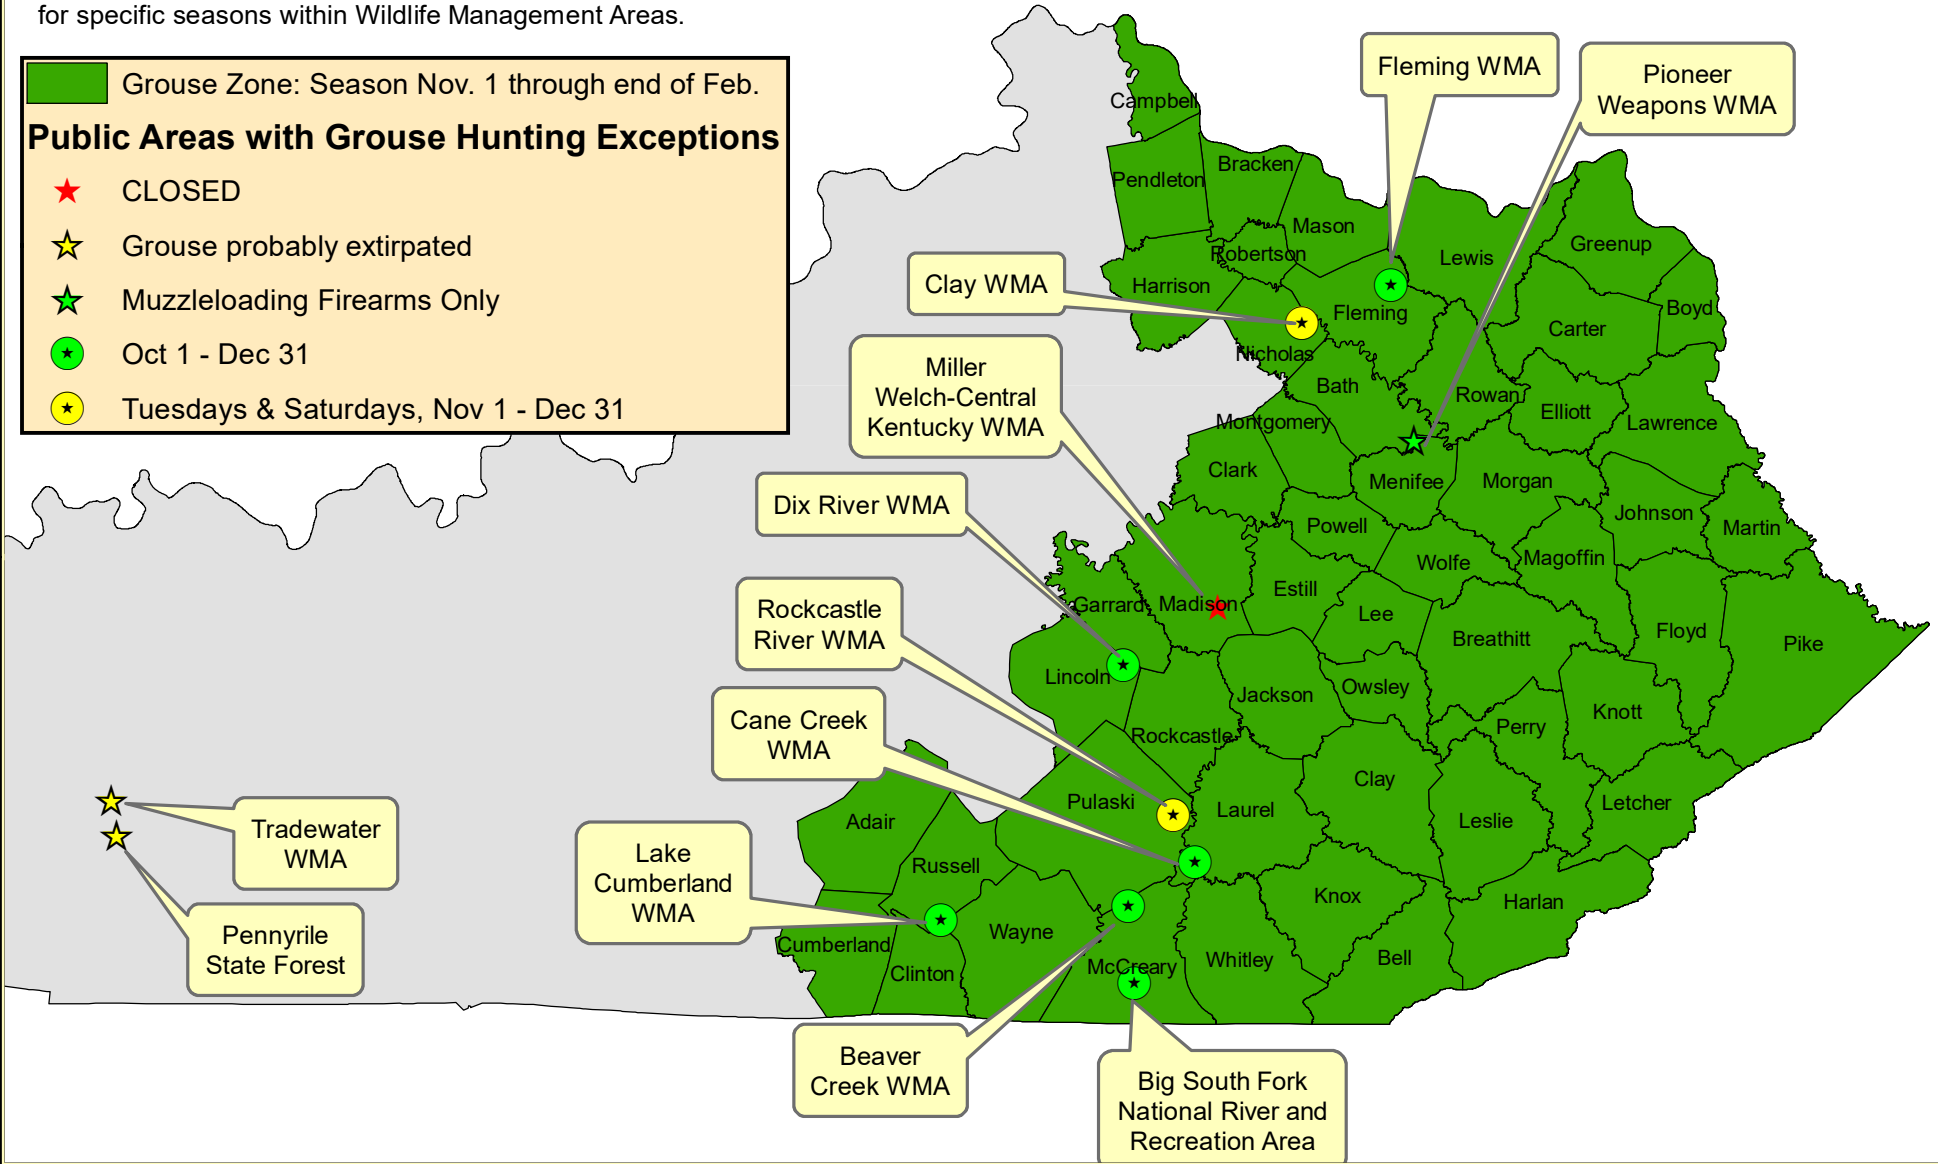 for specific seasons within Wildlife Management Areas.
Grouse Zone: Season Nov. 1 through end of Feb.
Public Areas with Grouse Hunting Exceptions
CLOSED
Grouse probably extirpated
Muzzleloading Firearms Only
Oct 1 - Dec 31
Tuesdays & Saturdays, Nov 1 - Dec 31
Fleming WMA
Pioneer
Weapons WMA
Clay WMA
Miller
Welch-Central
Kentucky WMA
Dix River WMA
Rockcastle
River WMA
Cane Creek
WMA
Lake
Cumberland
WMA
Tradewater
WMA
Pennyrile
State Forest
Beaver
Creek WMA
Big South Fork
National River and
Recreation Area
Campbell
Pendleton
Bracken
Mason
Robertson
Harrison
Lewis
Greenup
Boyd
Carter
Fleming
Nicholas
Bath
Rowan
Elliott
Lawrence
Montgomery
Clark
Menifee
Morgan
Johnson
Martin
Powell
Wolfe
Magoffin
Estill
Garrard
Madison
Lee
Breathitt
Floyd
Pike
Lincoln
Jackson
Owsley
Knott
Perry
Rockcastle
Clay
Pulaski
Laurel
Leslie
Letcher
Adair
Russell
Knox
Harlan
Wayne
Cumberland
Clinton
McCreary
Whitley
Bell